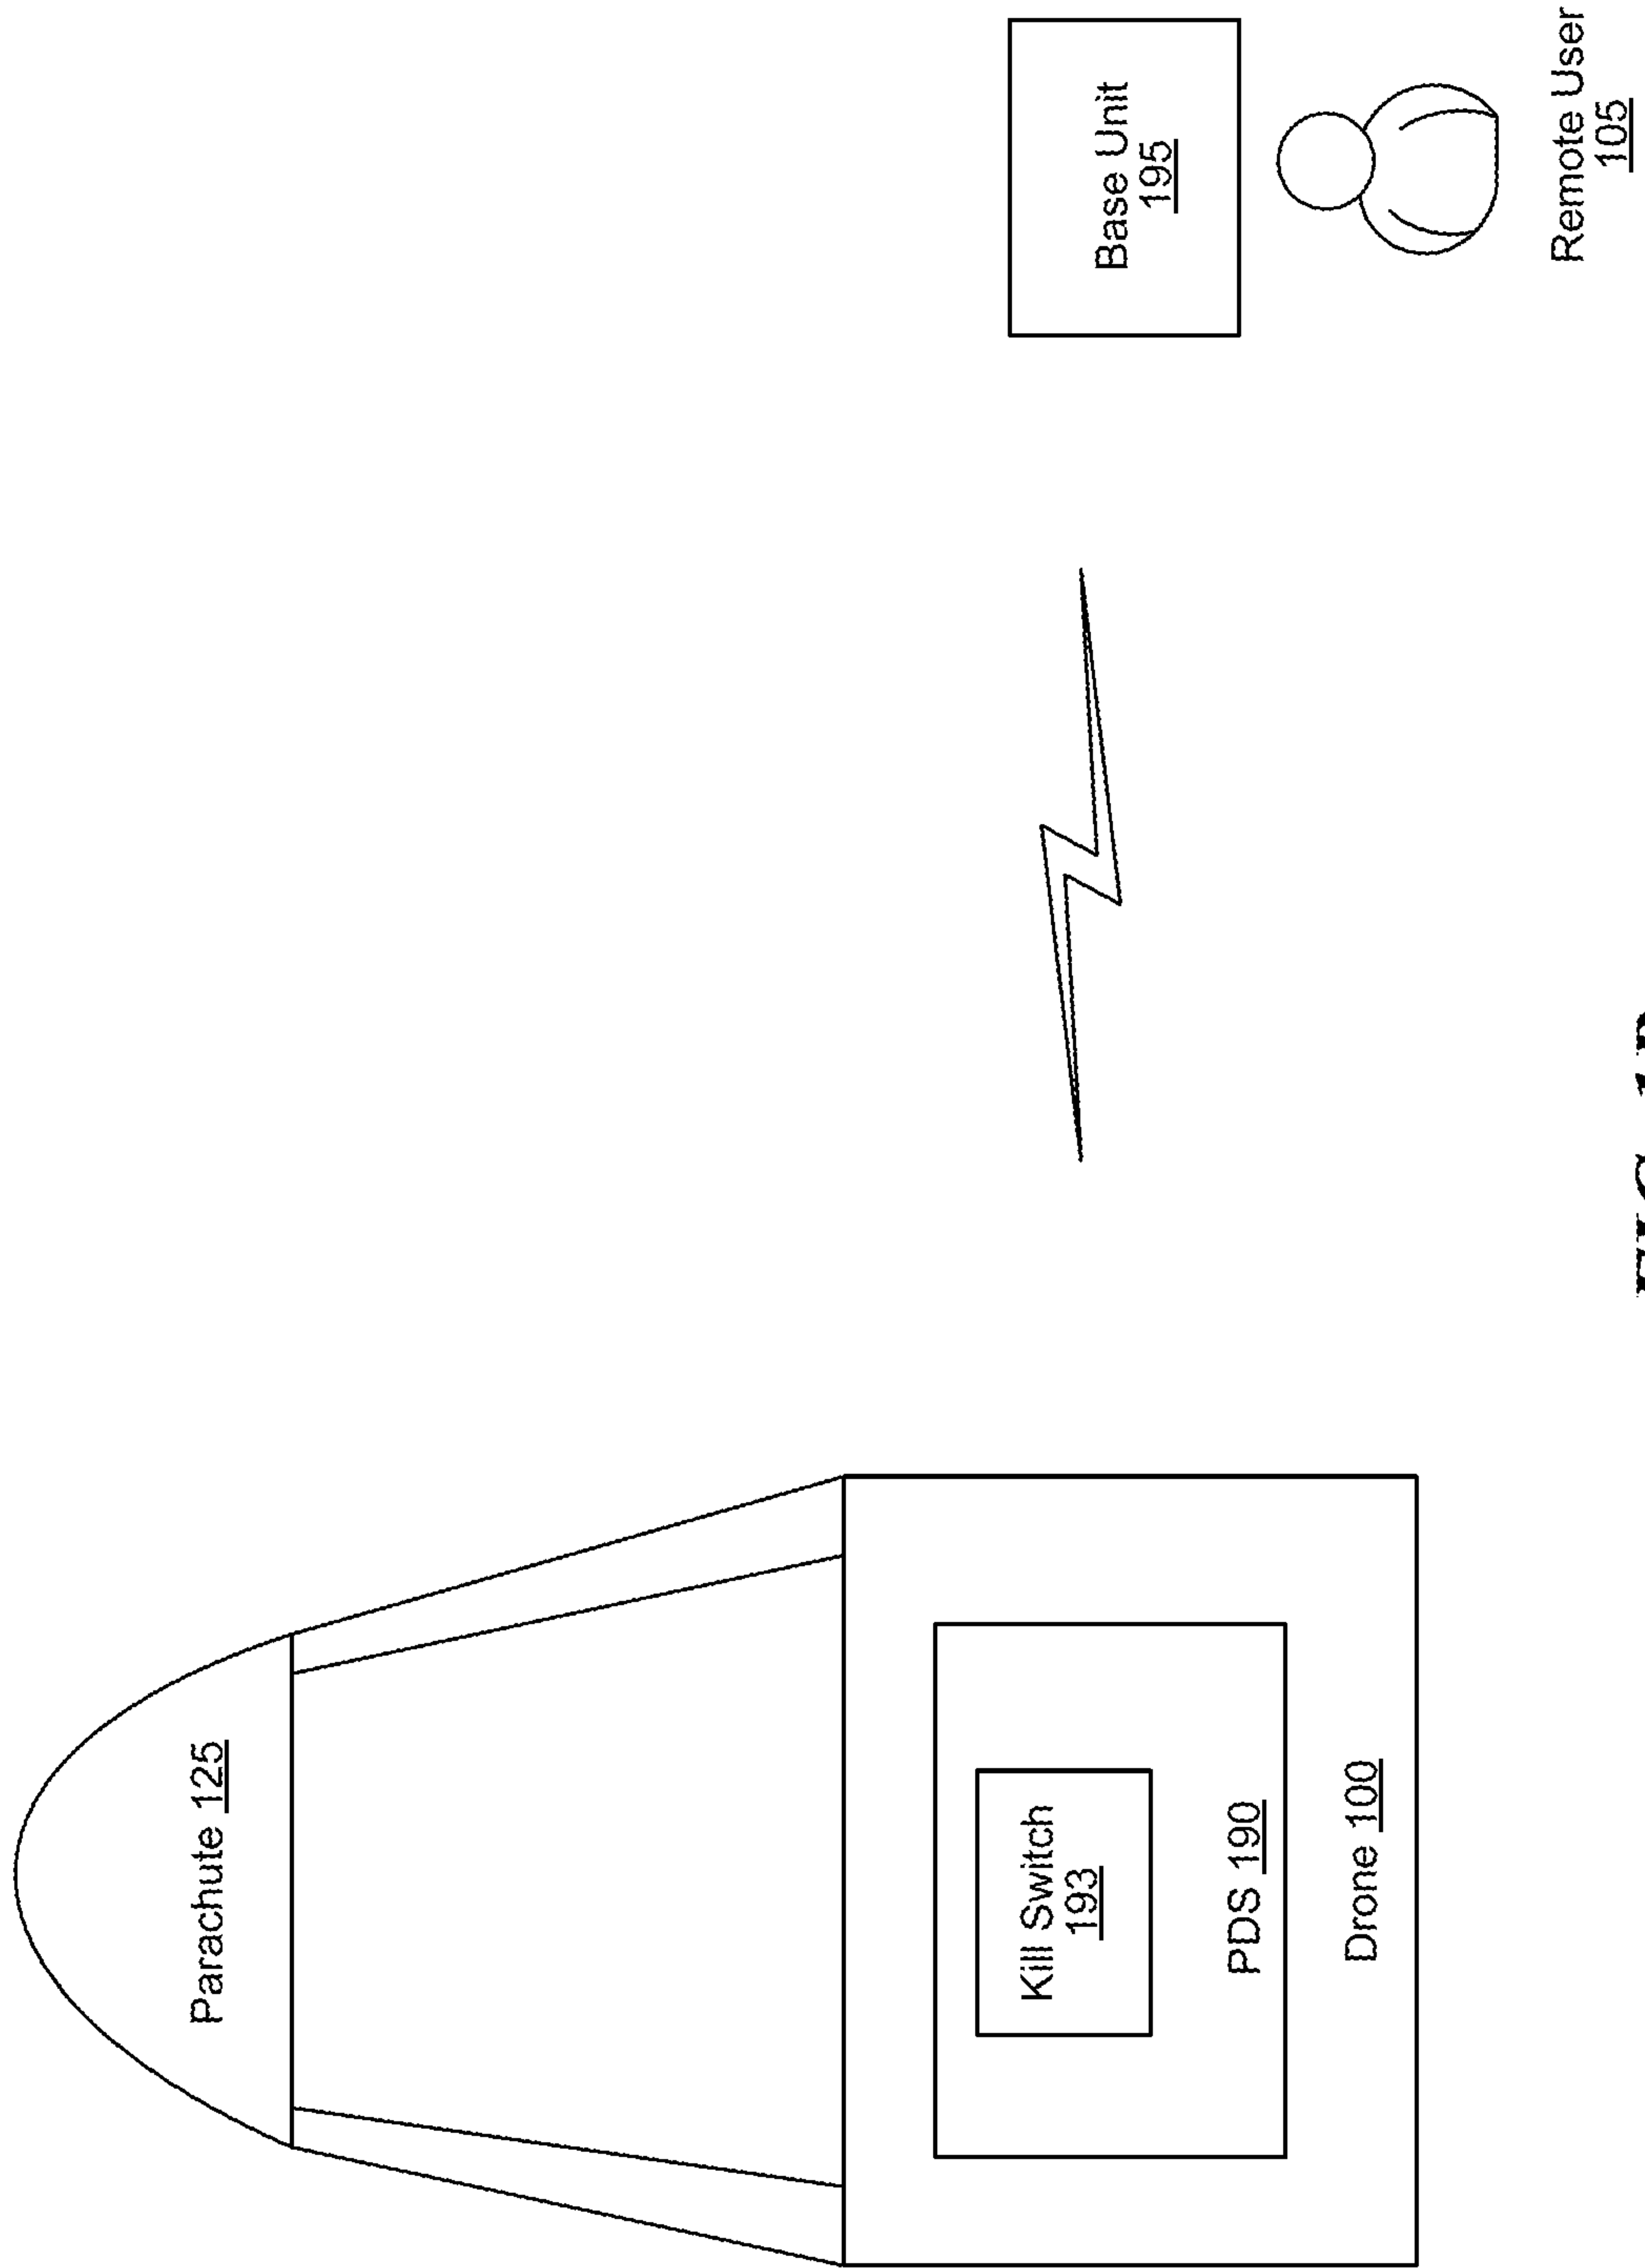 Parachute 125
Kill Switch
193
PDS 190
Drone 100
Base Unit
195
Remote User
105